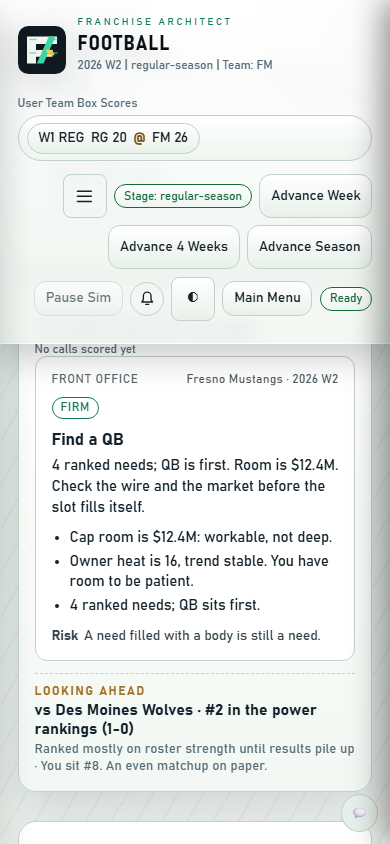 FRANCHISE ARCHITECT
FOOTBALL
2026 W2 | regular-season | Team: FM
User Team Box Scores
W1 REG RG 20 @ FM 26
Stage: regular-season
Advance Week
Advance 4 Weeks
Advance Season
Pause Sim
Main Menu
Ready
No calls scored yet
FRONT OFFICE
Fresno Mustangs · 2026 W2
FIRM
Find a QB
4 ranked needs; QB is first. Room is $12.4M.
Check the wire and the market before the
slot fills itself.
• Cap room is $12.4M: workable, not deep.
• Owner heat is 16, trend stable. You have
room to be patient.
• 4 ranked needs; QB sits first.
Risk A need filled with a body is still a need.
LOOKING AHEAD
vs Des Moines Wolves · #2 in the power
rankings (1-0)
Ranked mostly on roster strength until results pile up
· You sit #8. An even matchup on paper.